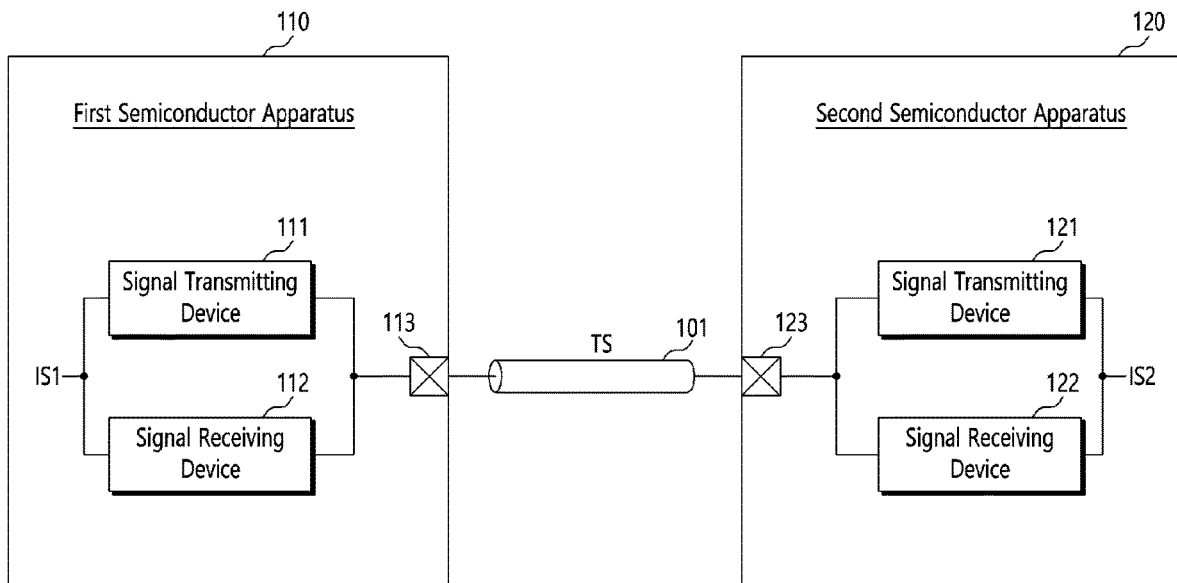 110
120
First Semiconductor Apparatus
Second Semiconductor Apparatus
111
Signal Transmitting
Device
121
Signal Transmitting
Device
113
TS
101
123
IS1
IS2
112
Signal Receiving
Device
122
Signal Receiving
Device